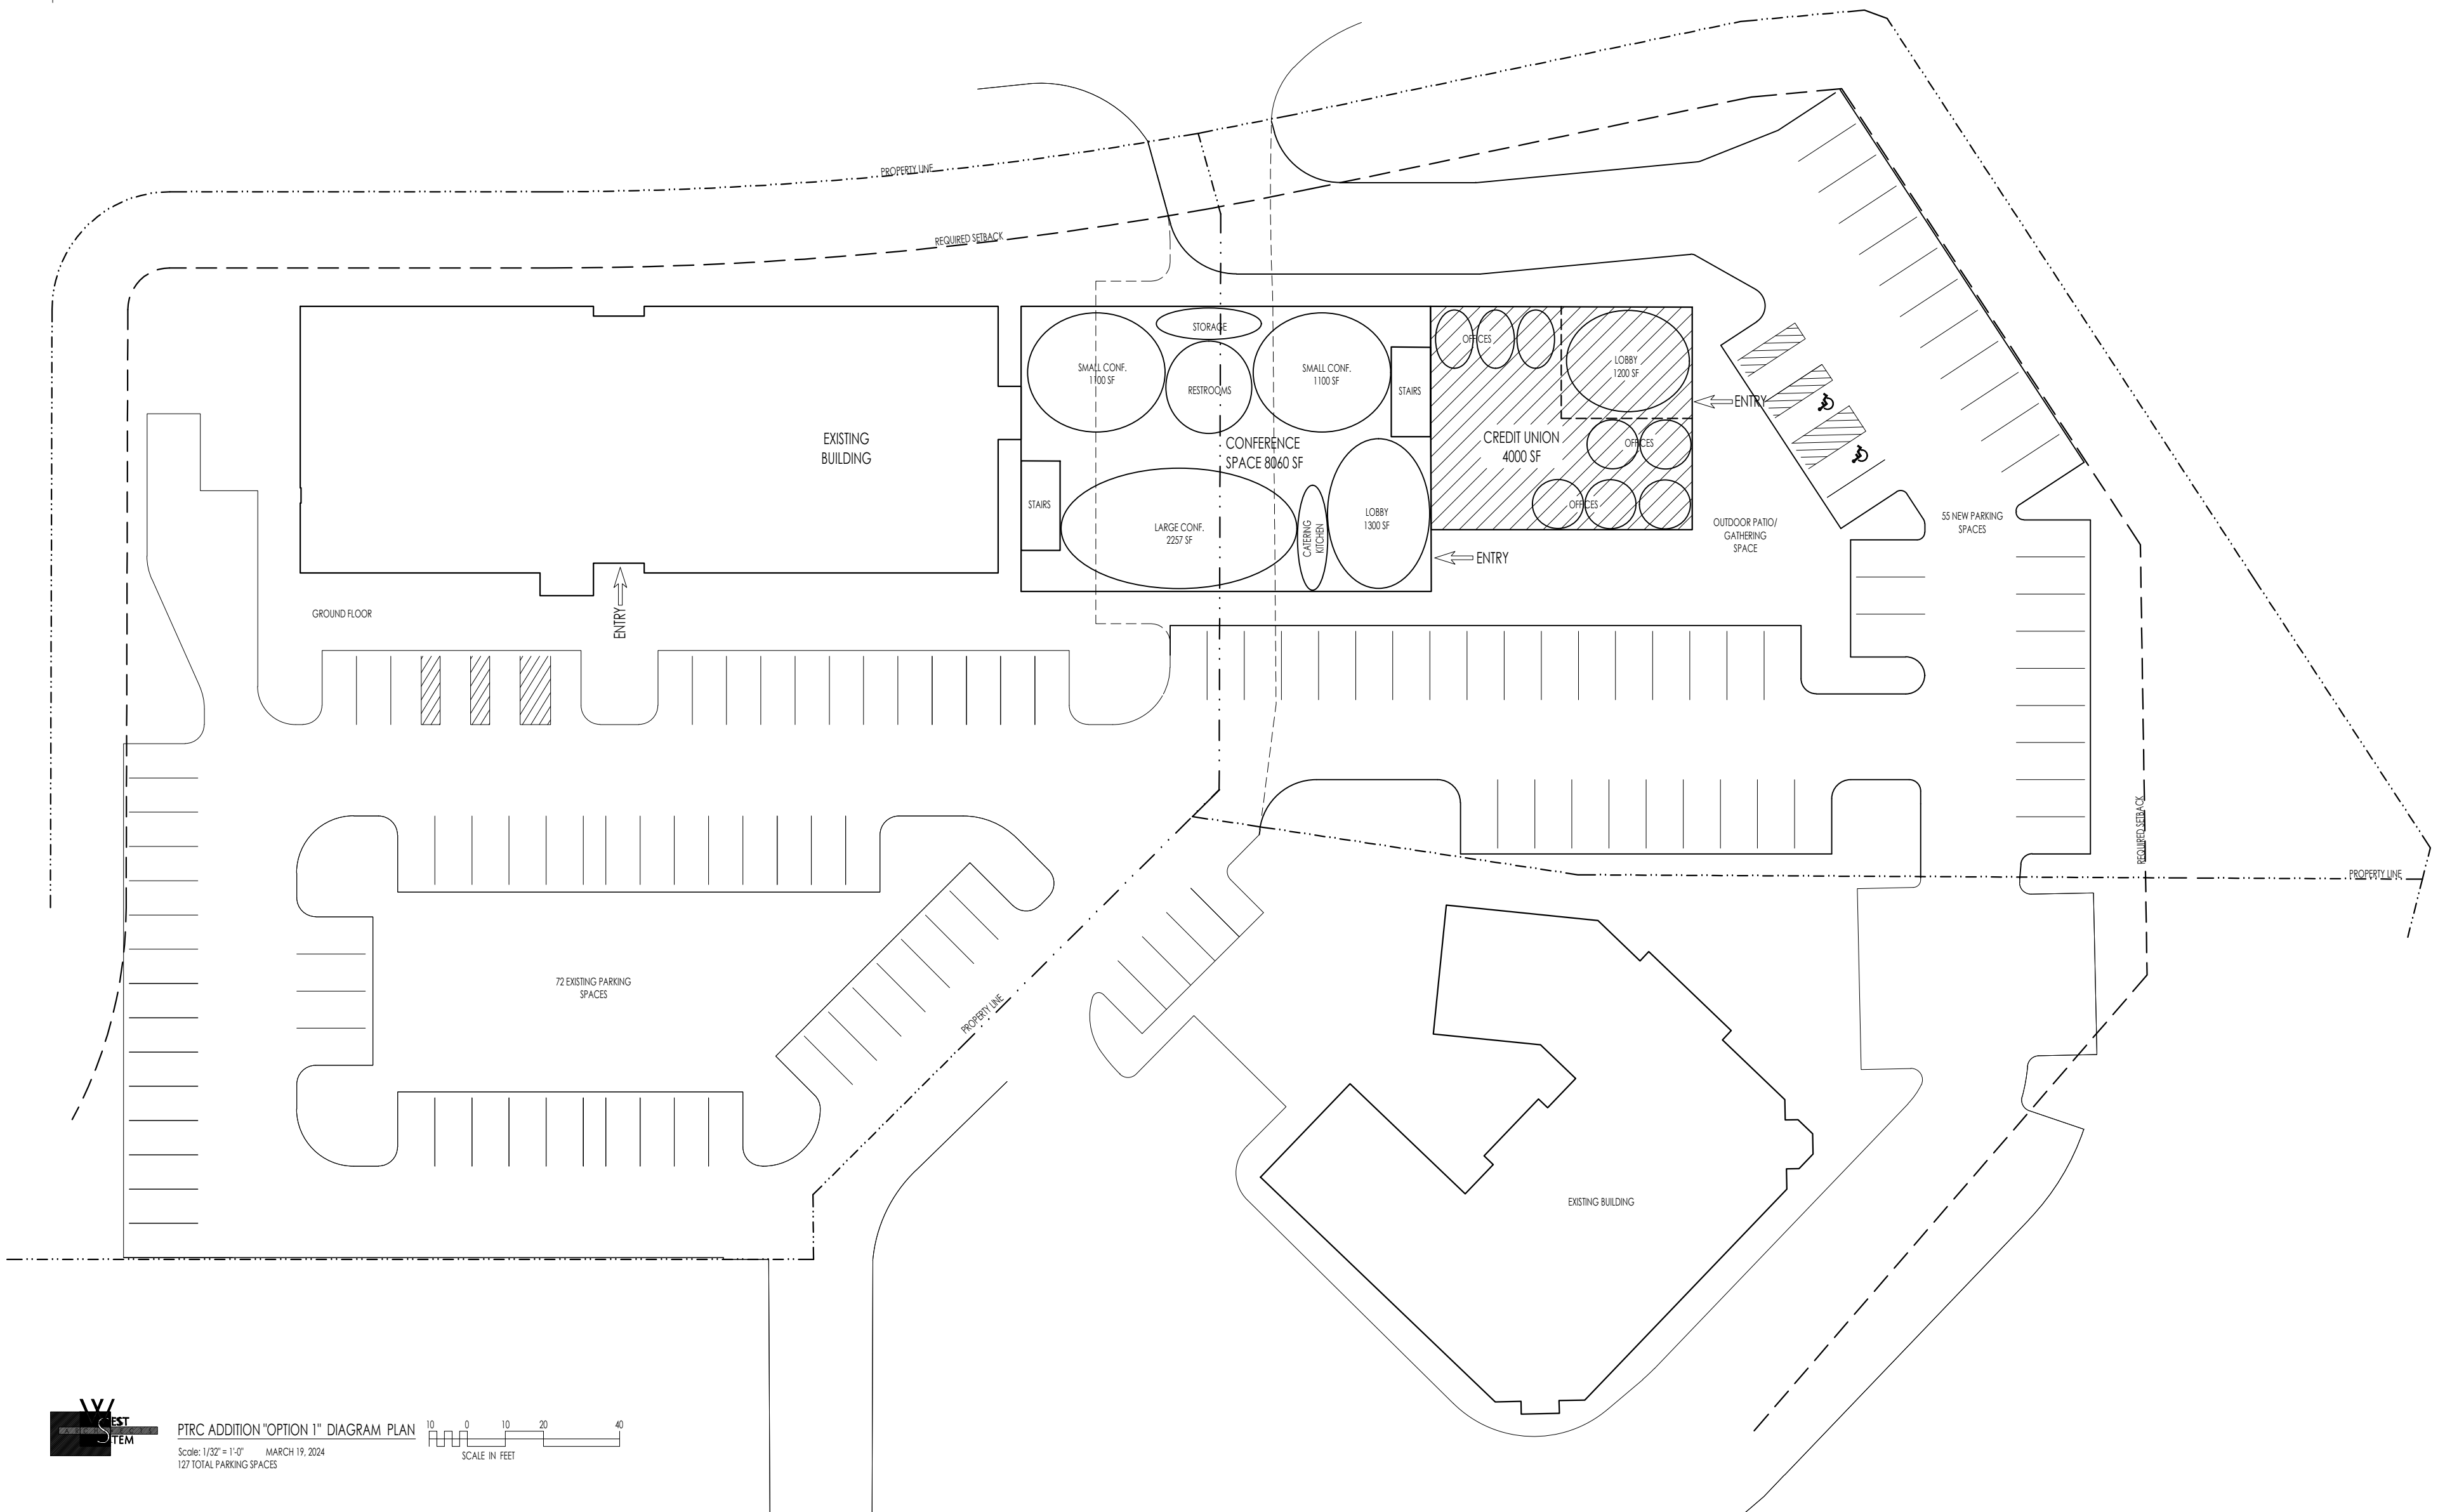 PROPERTY LINE
REQUIRED SETBACK
STORAGE
SMALL CONF.
1100 SF
RESTROOMS
SMALL CONF.
1100 SF
STAIRS
OFFICES
LOBBY
1200 SF
ENTRY
EXISTING
BUILDING
CONFERENCE
SPACE 8060 SF
CREDIT UNION
4000 SF
OFFICES
STAIRS
LARGE CONF.
2257 SF
CATERING
KITCHEN
LOBBY
1300 SF
OFFICES
OUTDOOR PATIO/
GATHERING
SPACE
55 NEW PARKING
SPACES
ENTRY
GROUND FLOOR
ENTRY
REQUIRED SETBACK
PROPERTY LINE
72 EXISTING PARKING
SPACES
PROPERTY LINE
EXISTING BUILDING
WEST
STEM
ARCHITECTS
PTRC ADDITION "OPTION 1" DIAGRAM PLAN
Scale: 1/32" = 1'-0" MARCH 19, 2024
127 TOTAL PARKING SPACES
10 0 10 20 40
SCALE IN FEET